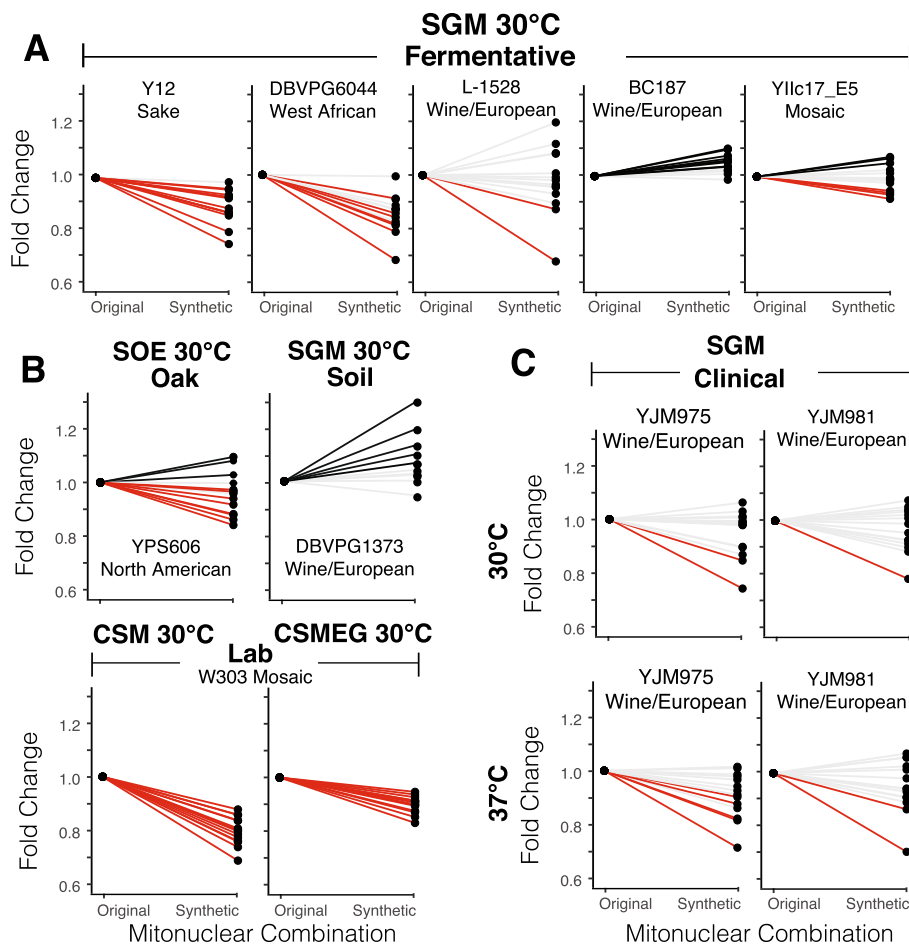 A
SGM 30°C
Fermentative
Y12
Sake
DBVPG6044
West African
L-1528
Wine/European
BC187
Wine/European
YIIc17_E5
Mosaic
Fold Change
1.2
1.0
0.8
0.6
Original Synthetic
Original Synthetic
Original Synthetic
Original Synthetic
Original Synthetic
B
SOE 30°C
Oak
SGM 30°C
Soil
Fold Change
1.2
1.0
0.8
0.6
YPS606
North American
DBVPG1373
Wine/European
CSM 30°C
CSMEG 30°C
Lab
W303 Mosaic
Fold Change
1.2
1.0
0.8
0.6
Original Synthetic
Original Synthetic
Mitonuclear Combination
C
SGM
Clinical
YJM975
Wine/European
YJM981
Wine/European
30°C
Fold Change
1.2
1.0
0.8
0.6
YJM975
Wine/European
YJM981
Wine/European
37°C
Fold Change
1.2
1.0
0.8
0.6
Original Synthetic
Original Synthetic
Mitonuclear Combination